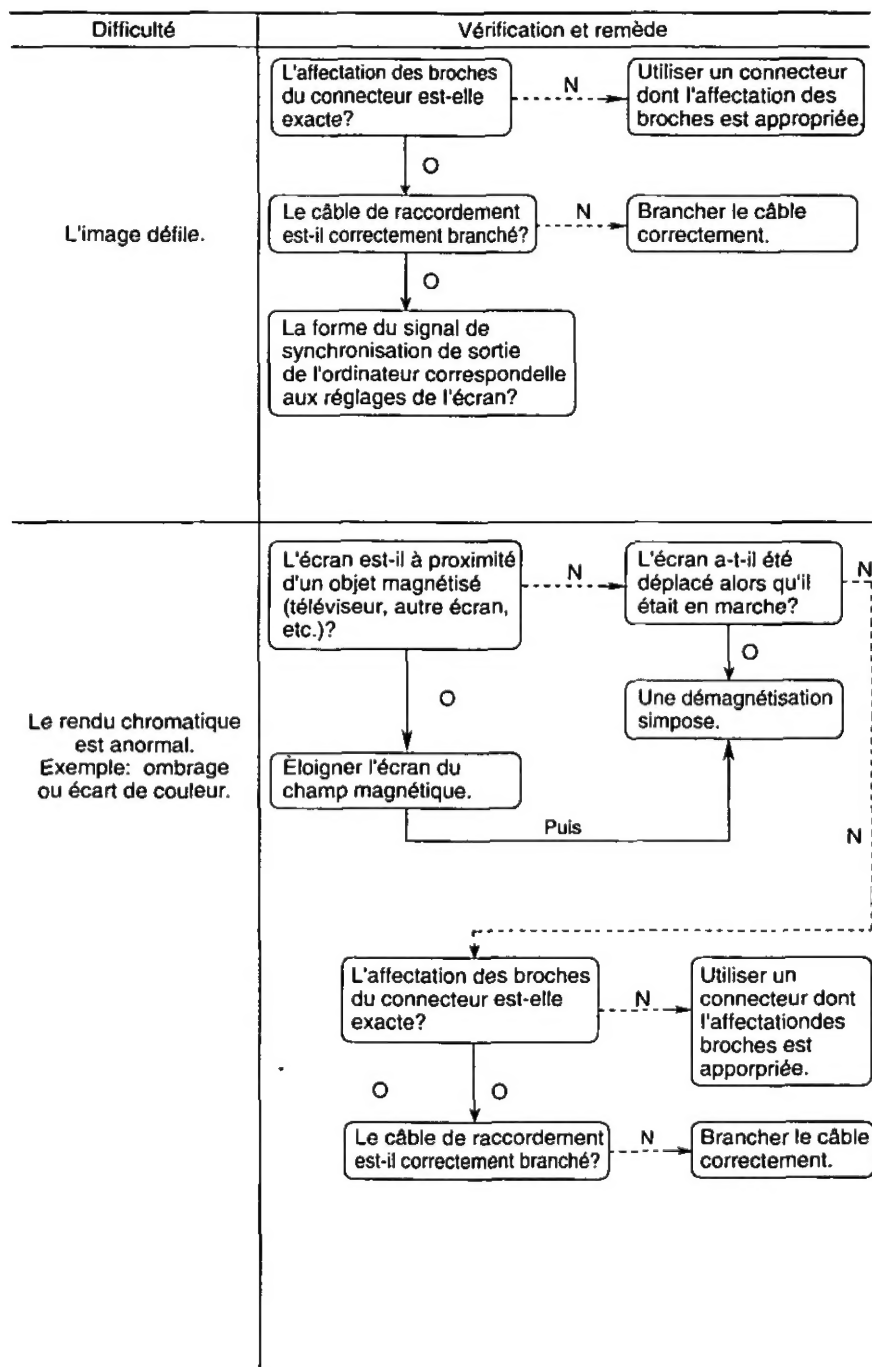 Difficulté
Vérification et remède
L'image défile.
L'affectation des broches
du connecteur est-elle
exacte?
N
Utiliser un connecteur
dont l'affectation des
broches est appropriée.
O
Le câble de raccordement
est-il correctement branché?
N
Brancher le câble
correctement.
O
La forme du signal de
synchronisation de sortie
de l'ordinateur correspondelle
aux réglages de l'écran?
Le rendu chromatique
est anormal.
Exemple: ombrage
ou écart de couleur.
L'écran est-il à proximité
d'un objet magnétisé
(téléviseur, autre écran,
etc.)?
N
L'écran a-t-il été
déplacé alors qu'il
était en marche?
N
O
O
Une démagnétisation
simpose.
Èloigner l'écran du
champ magnétique.
Puis
N
L'affectation des broches
du connecteur est-elle
exacte?
N
Utiliser un
connecteur dont
l'affectationdes
broches est
apporpriée.
O
O
Le câble de raccordement
est-il correctement branché?
N
Brancher le câble
correctement.